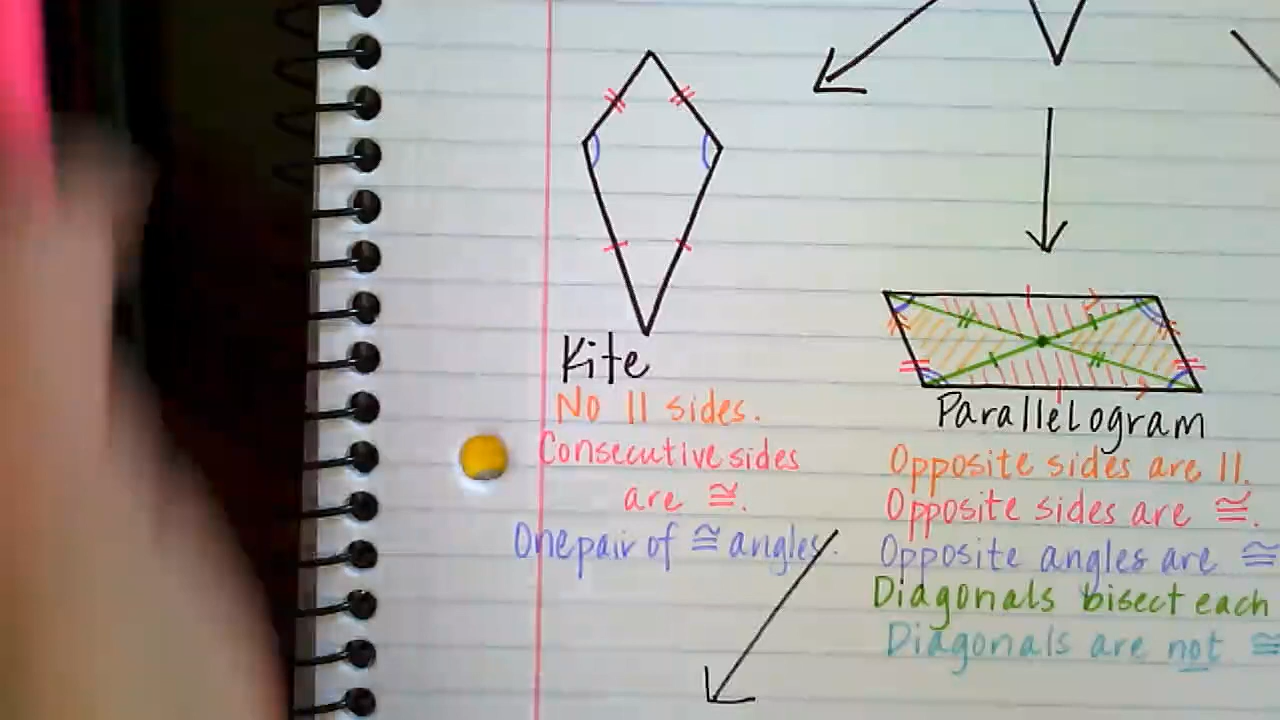 Kite
No || sides.
Consecutive sides
are ≅.
One pair of ≅ angles.
Parallelogram
Opposite sides are ||.
Opposite sides are ≅.
Opposite angles are ≅
Diagonals bisect each
Diagonals are not ≅